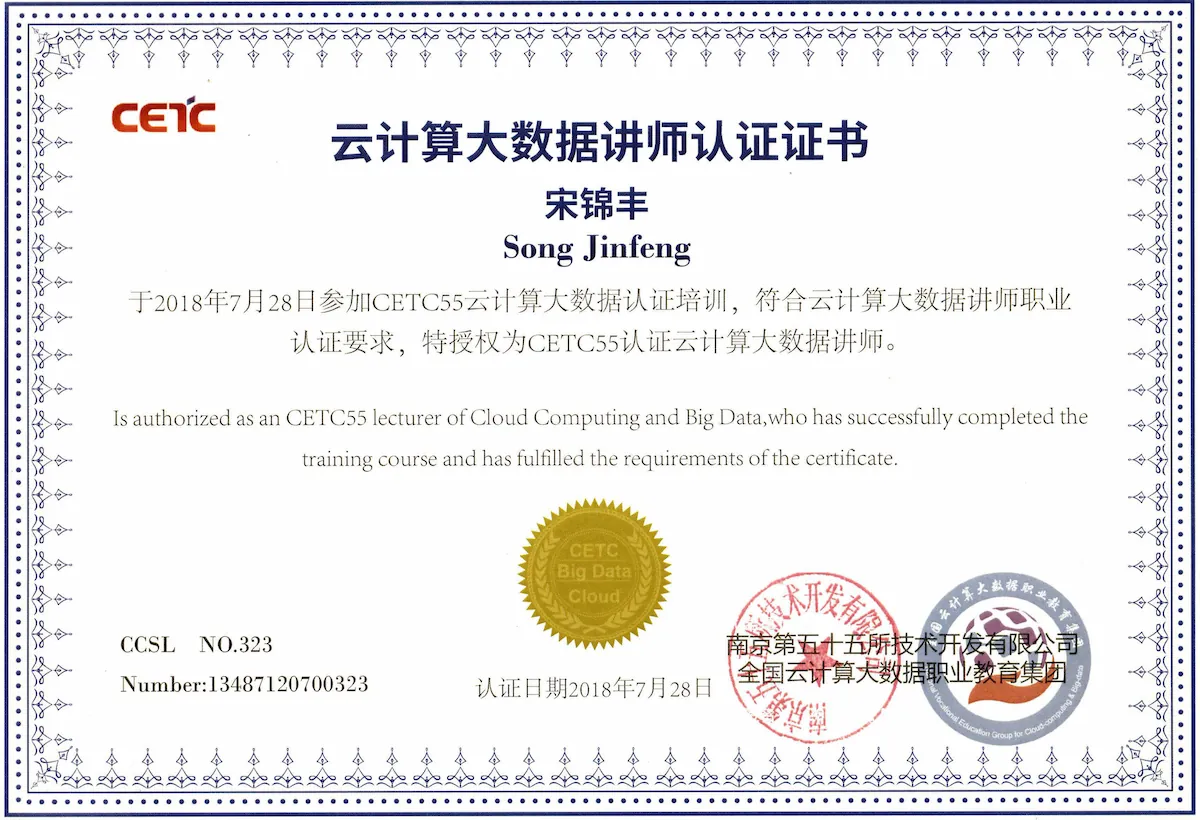 CETC
云计算大数据讲师认证证书
宋锦丰
Song Jinfeng
于2018年7月28日参加CETC55云计算大数据认证培训，符合云计算大数据讲师职业
认证要求，特授权为CETC55认证云计算大数据讲师。
Is authorized as an CETC55 lecturer of Cloud Computing and Big Data,who has successfully completed the
training course and has fulfilled the requirements of the certificate.
CETC
Big Data
Cloud
CCSL NO.323
Number:13487120700323
认证日期2018年7月28日
南京第五十五所技术开发有限公司
全国云计算大数据职业教育集团
南京第五十五所技术开发有限公司
国云计算大数据职业教育集
Vocational Education Group for Cloud-computing & Big-data